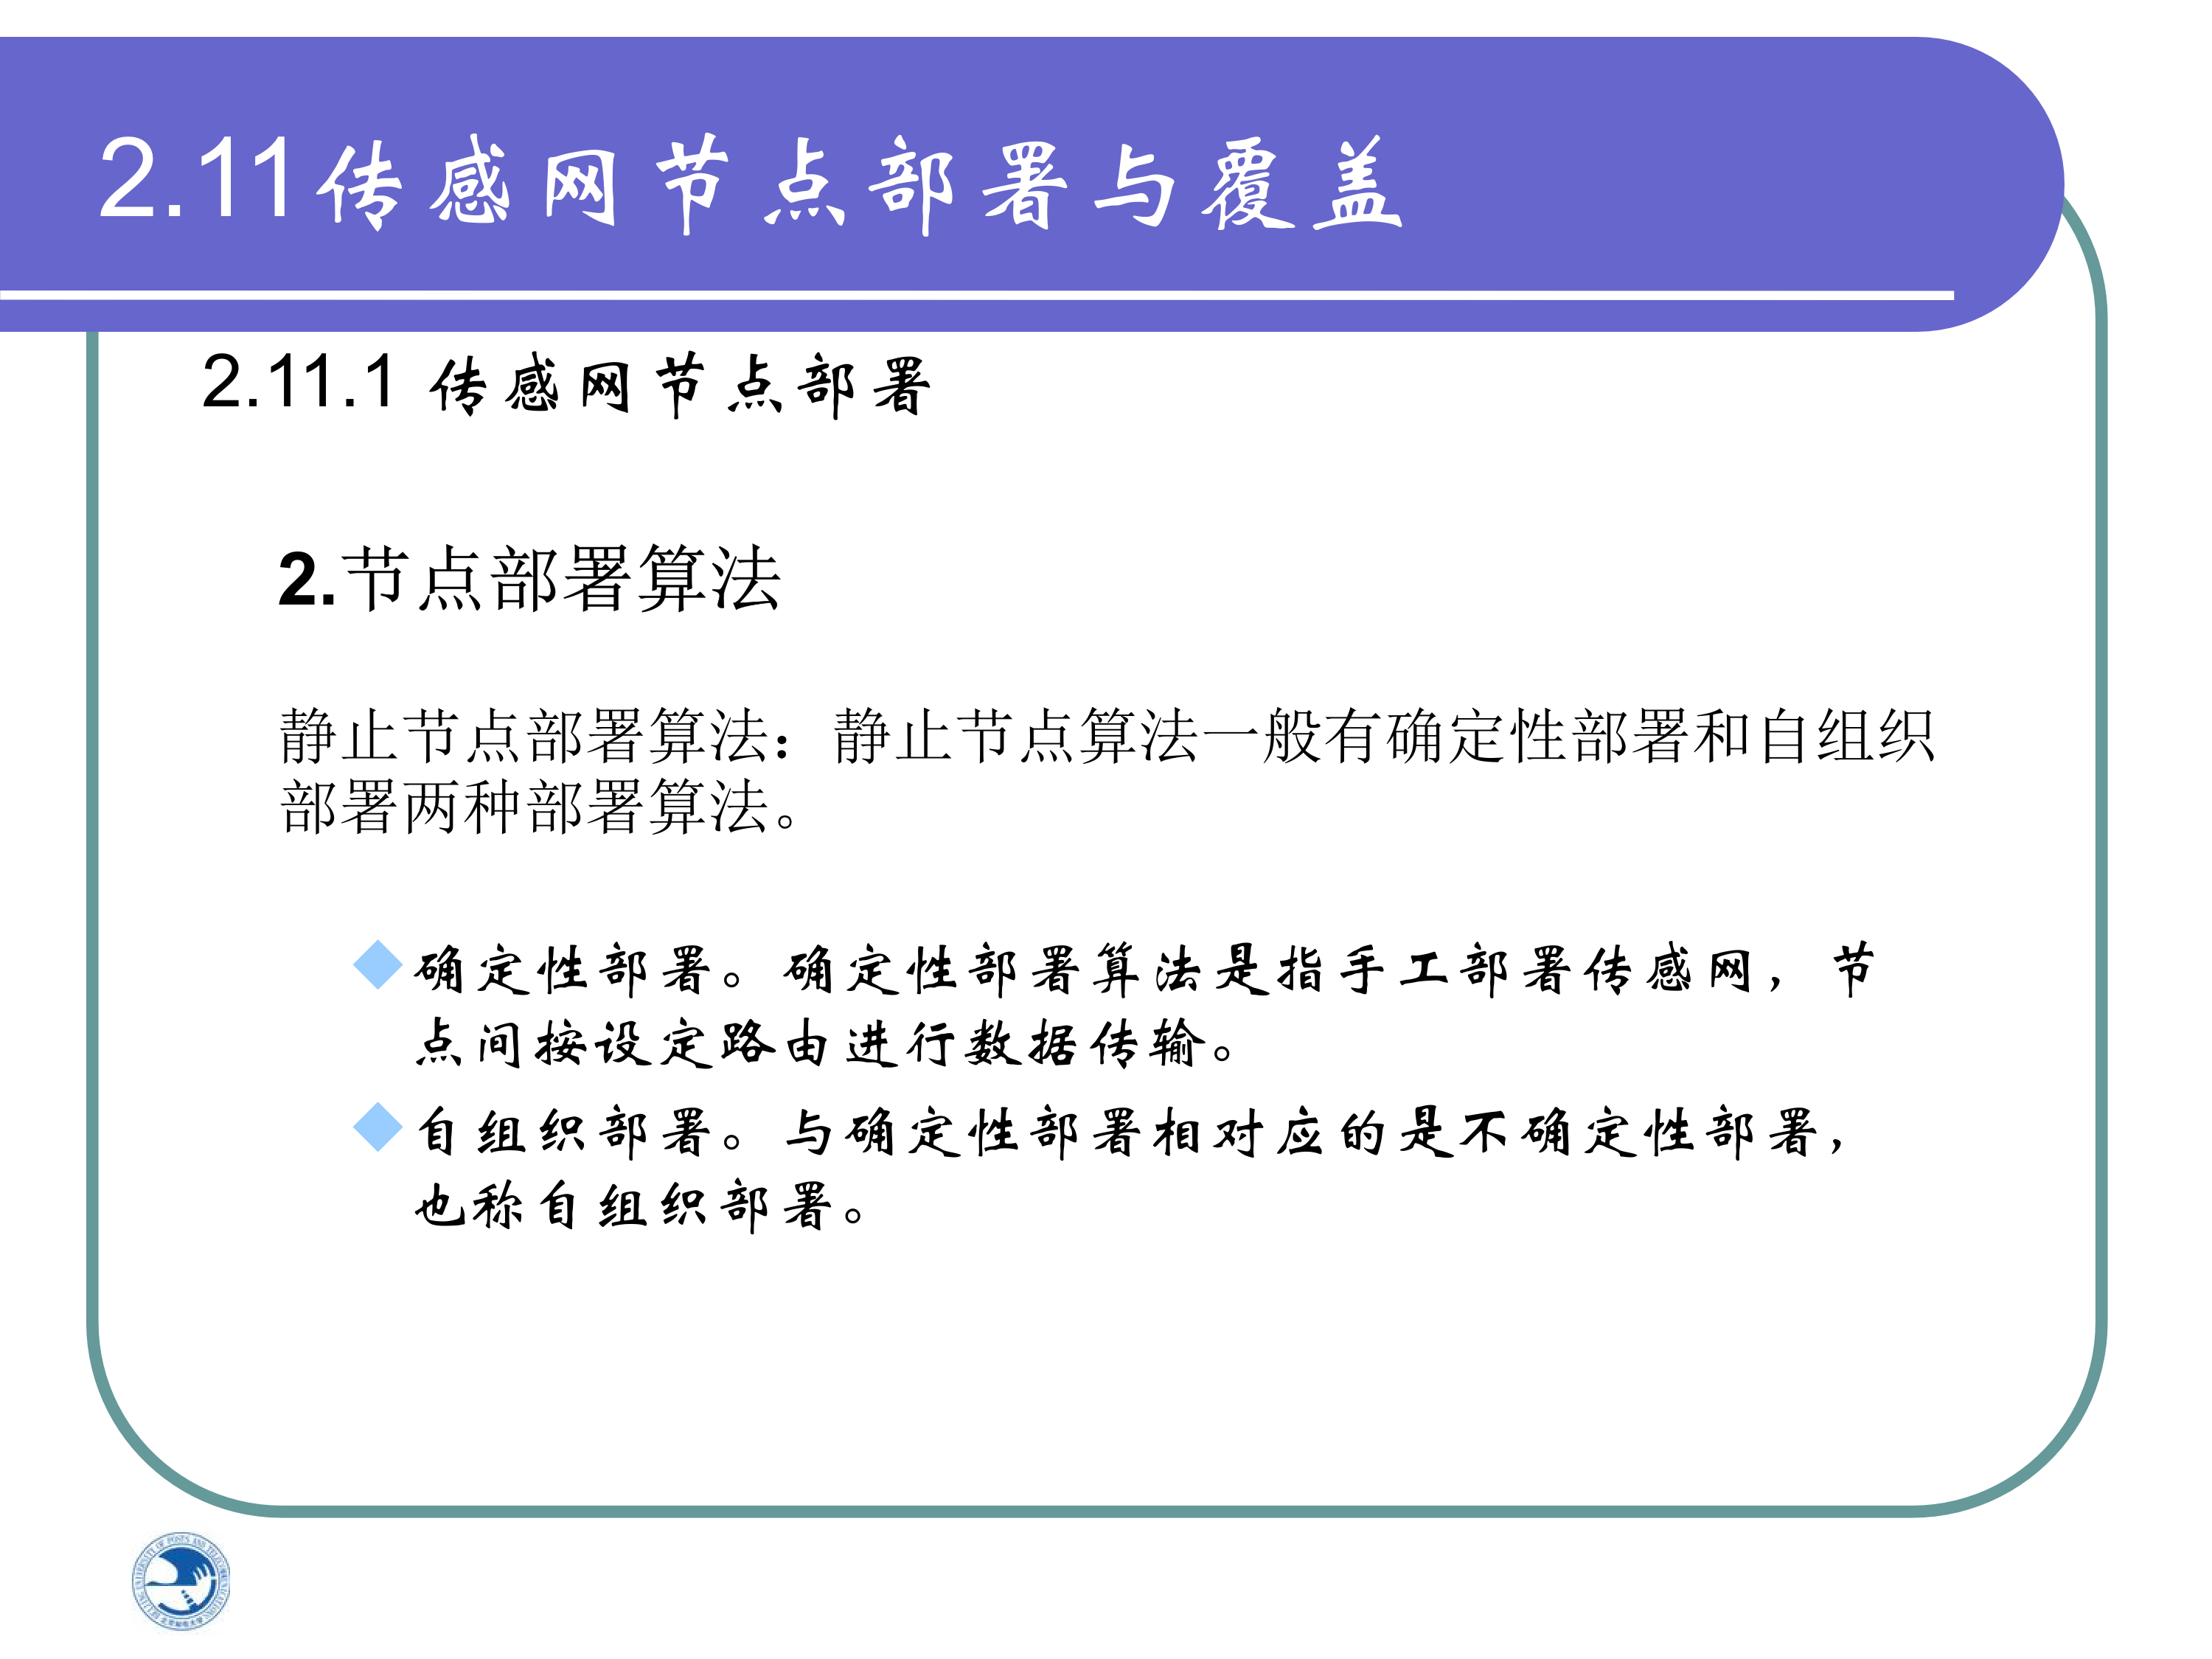 2.11传感网节点部署与覆盖
2.11.1 传感网节点部署
2.节点部署算法
静止节点部署算法：静止节点算法一般有确定性部署和自组织
部署两种部署算法。
确定性部署。确定性部署算法是指手工部署传感网，节
点间接设定路由进行数据传输。
自组织部署。与确定性部署相对应的是不确定性部署，
也称自组织部署。
UNIVERSITY OF POSTS AND TELECOMMUNICATIONS